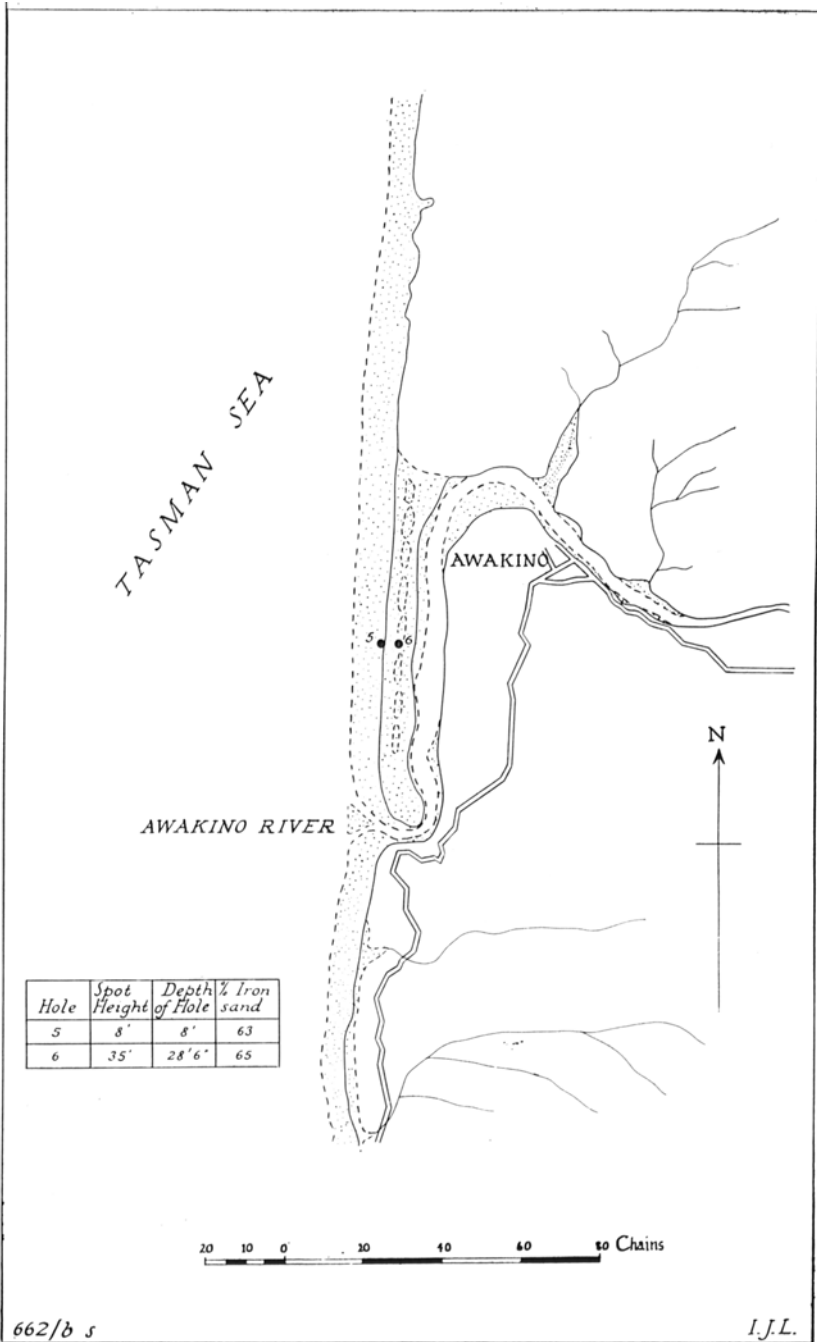 TASMAN SEA
AWAKINO
5 6
N
AWAKINO RIVER
Hole Spot Height Depth of Hole % Iron sand
5 8' 8' 63
6 35' 28'6" 65
20 10 0 20 40 60 80 Chains
662/b s I.J.L.